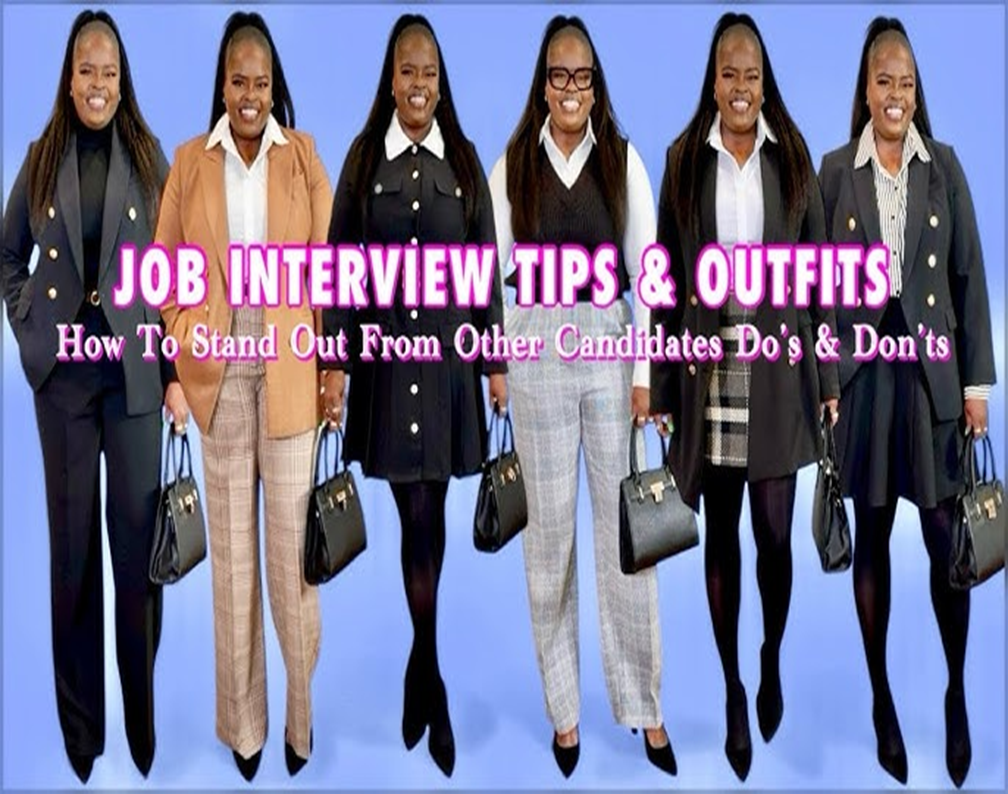 JOB INTERVIEW TIPS & OUTFITS
How To Stand Out From Other Candidates Do's & Don'ts